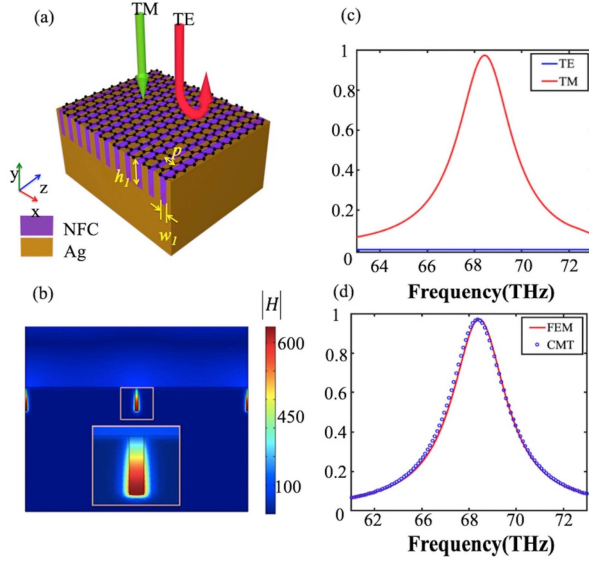 (a)
TM
TE
p
h1
w1
y
z
x
NFC
Ag
(b)
|H|
600
450
100
(c)
1
0.8
0.6
0.4
0.2
0
TE
TM
64
66
68
70
72
Frequency(THz)
(d)
1
0.8
0.6
0.4
0.2
0
FEM
CMT
62
66
68
70
72
Frequency(THz)